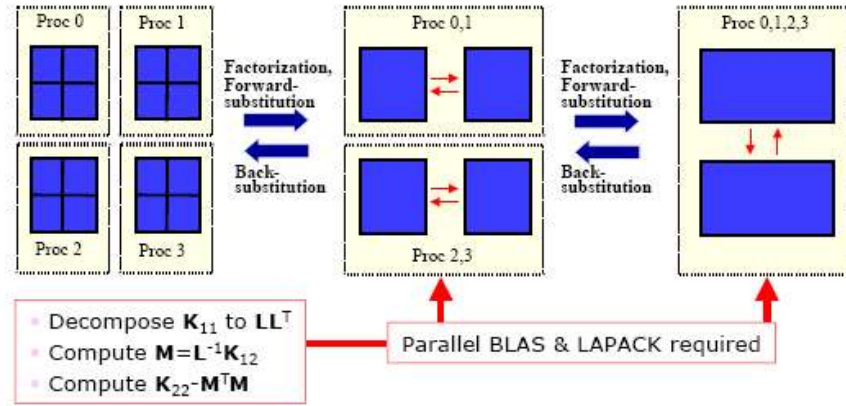 Proc 0
Proc 1
Proc 0,1
Proc 0,1,2,3
Factorization,
Forward-
substitution
Factorization,
Forward-
substitution
Back-
substitution
Back-
substitution
Proc 2
Proc 3
Proc 2,3
Decompose K₁₁ to LLᵀ
Compute M=L⁻¹K₁₂
Compute K₂₂-MᵀM
Parallel BLAS & LAPACK required